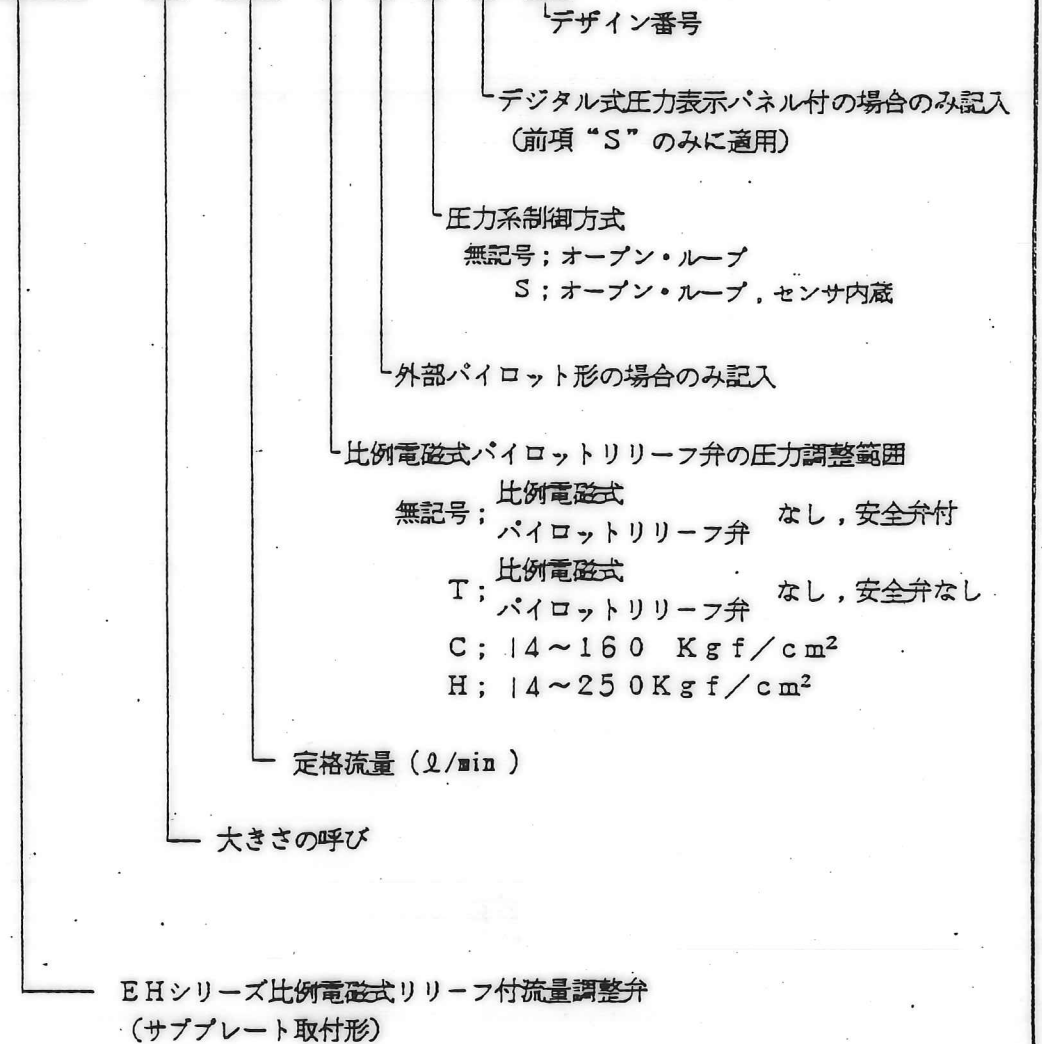 デザイン番号
デジタル式圧力表示パネル付の場合のみ記入
(前項“S”のみに適用)
圧力系制御方式
無記号;オープン・ループ
S;オープン・ループ,センサ内蔵
外部パイロット形の場合のみ記入
比例電磁式パイロットリリーフ弁の圧力調整範囲
比例電磁式
無記号; なし,安全弁付
パイロットリリーフ弁
比例電磁式
T; なし,安全弁なし
パイロットリリーフ弁
C; 14~160 Kgf/cm²
H; 14~250Kgf/cm²
定格流量(ℓ/min)
大きさの呼び
EHシリーズ比例電磁式リリーフ付流量調整弁
(サブプレート取付形)